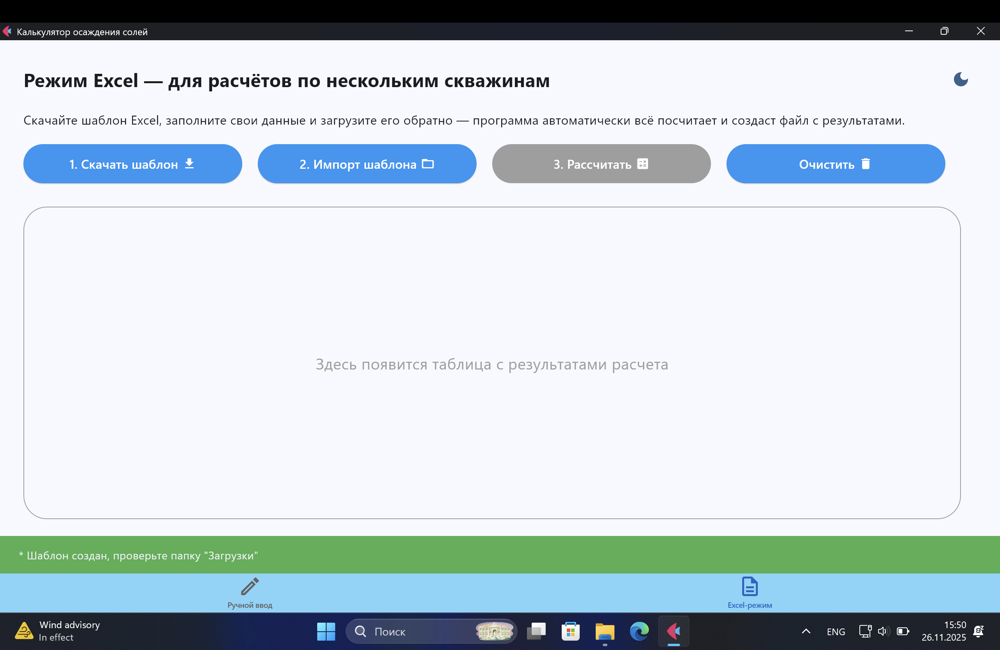 Калькулятор осаждения солей
Режим Excel — для расчётов по нескольким скважинам
Скачайте шаблон Excel, заполните свои данные и загрузите его обратно — программа автоматически всё посчитает и создаст файл с результатами.
1. Скачать шаблон
2. Импорт шаблона
3. Рассчитать
Очистить
Здесь появится таблица с результатами расчета
* Шаблон создан, проверьте папку "Загрузки"
Ручной ввод
Excel-режим
Wind advisory
In effect
Поиск
ENG
15:50
26.11.2025